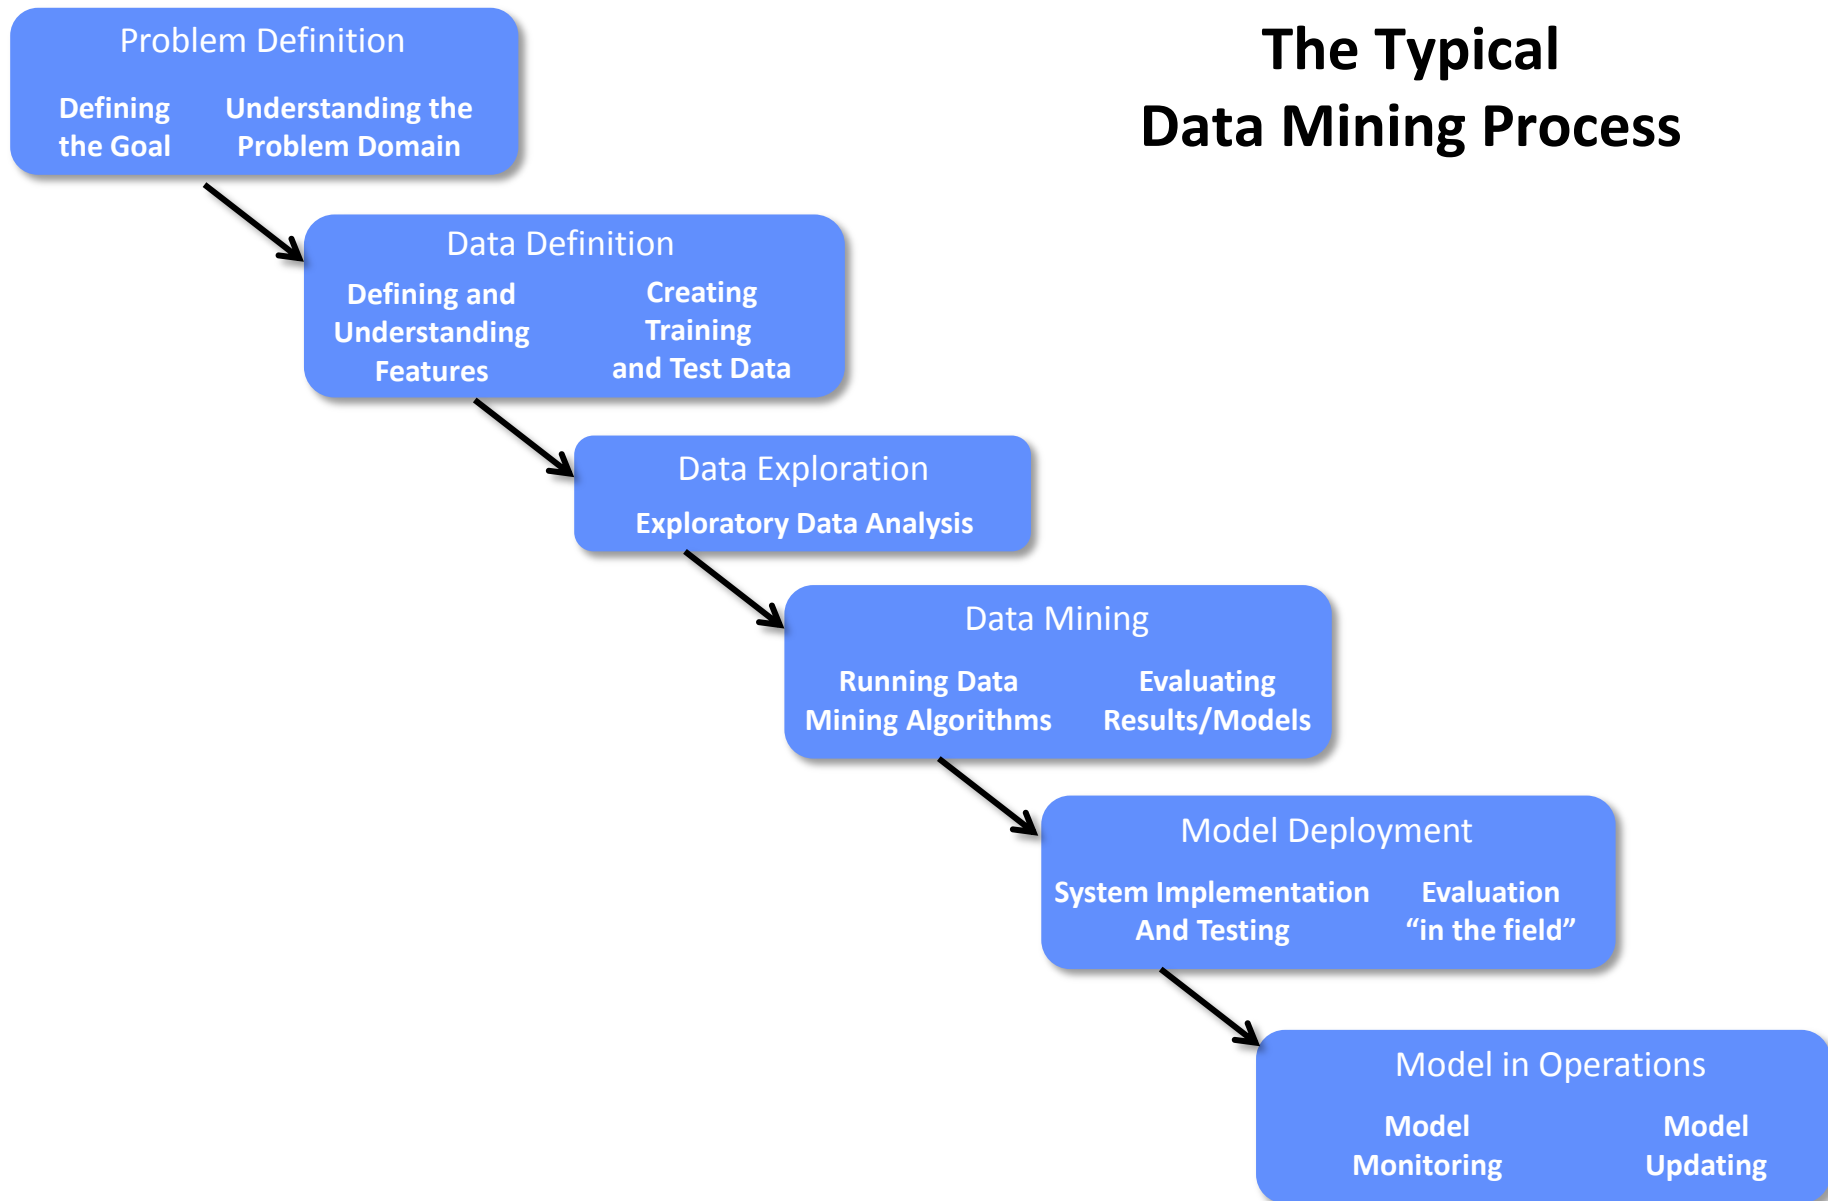 The Typical
Data Mining Process
Problem Definition
Defining
the Goal
Understanding the
Problem Domain
Data Definition
Defining and
Understanding
Features
Creating
Training
and Test Data
Data Exploration
Exploratory Data Analysis
Data Mining
Running Data
Mining Algorithms
Evaluating
Results/Models
Model Deployment
System Implementation
And Testing
Evaluation
“in the field”
Model in Operations
Model
Monitoring
Model
Updating